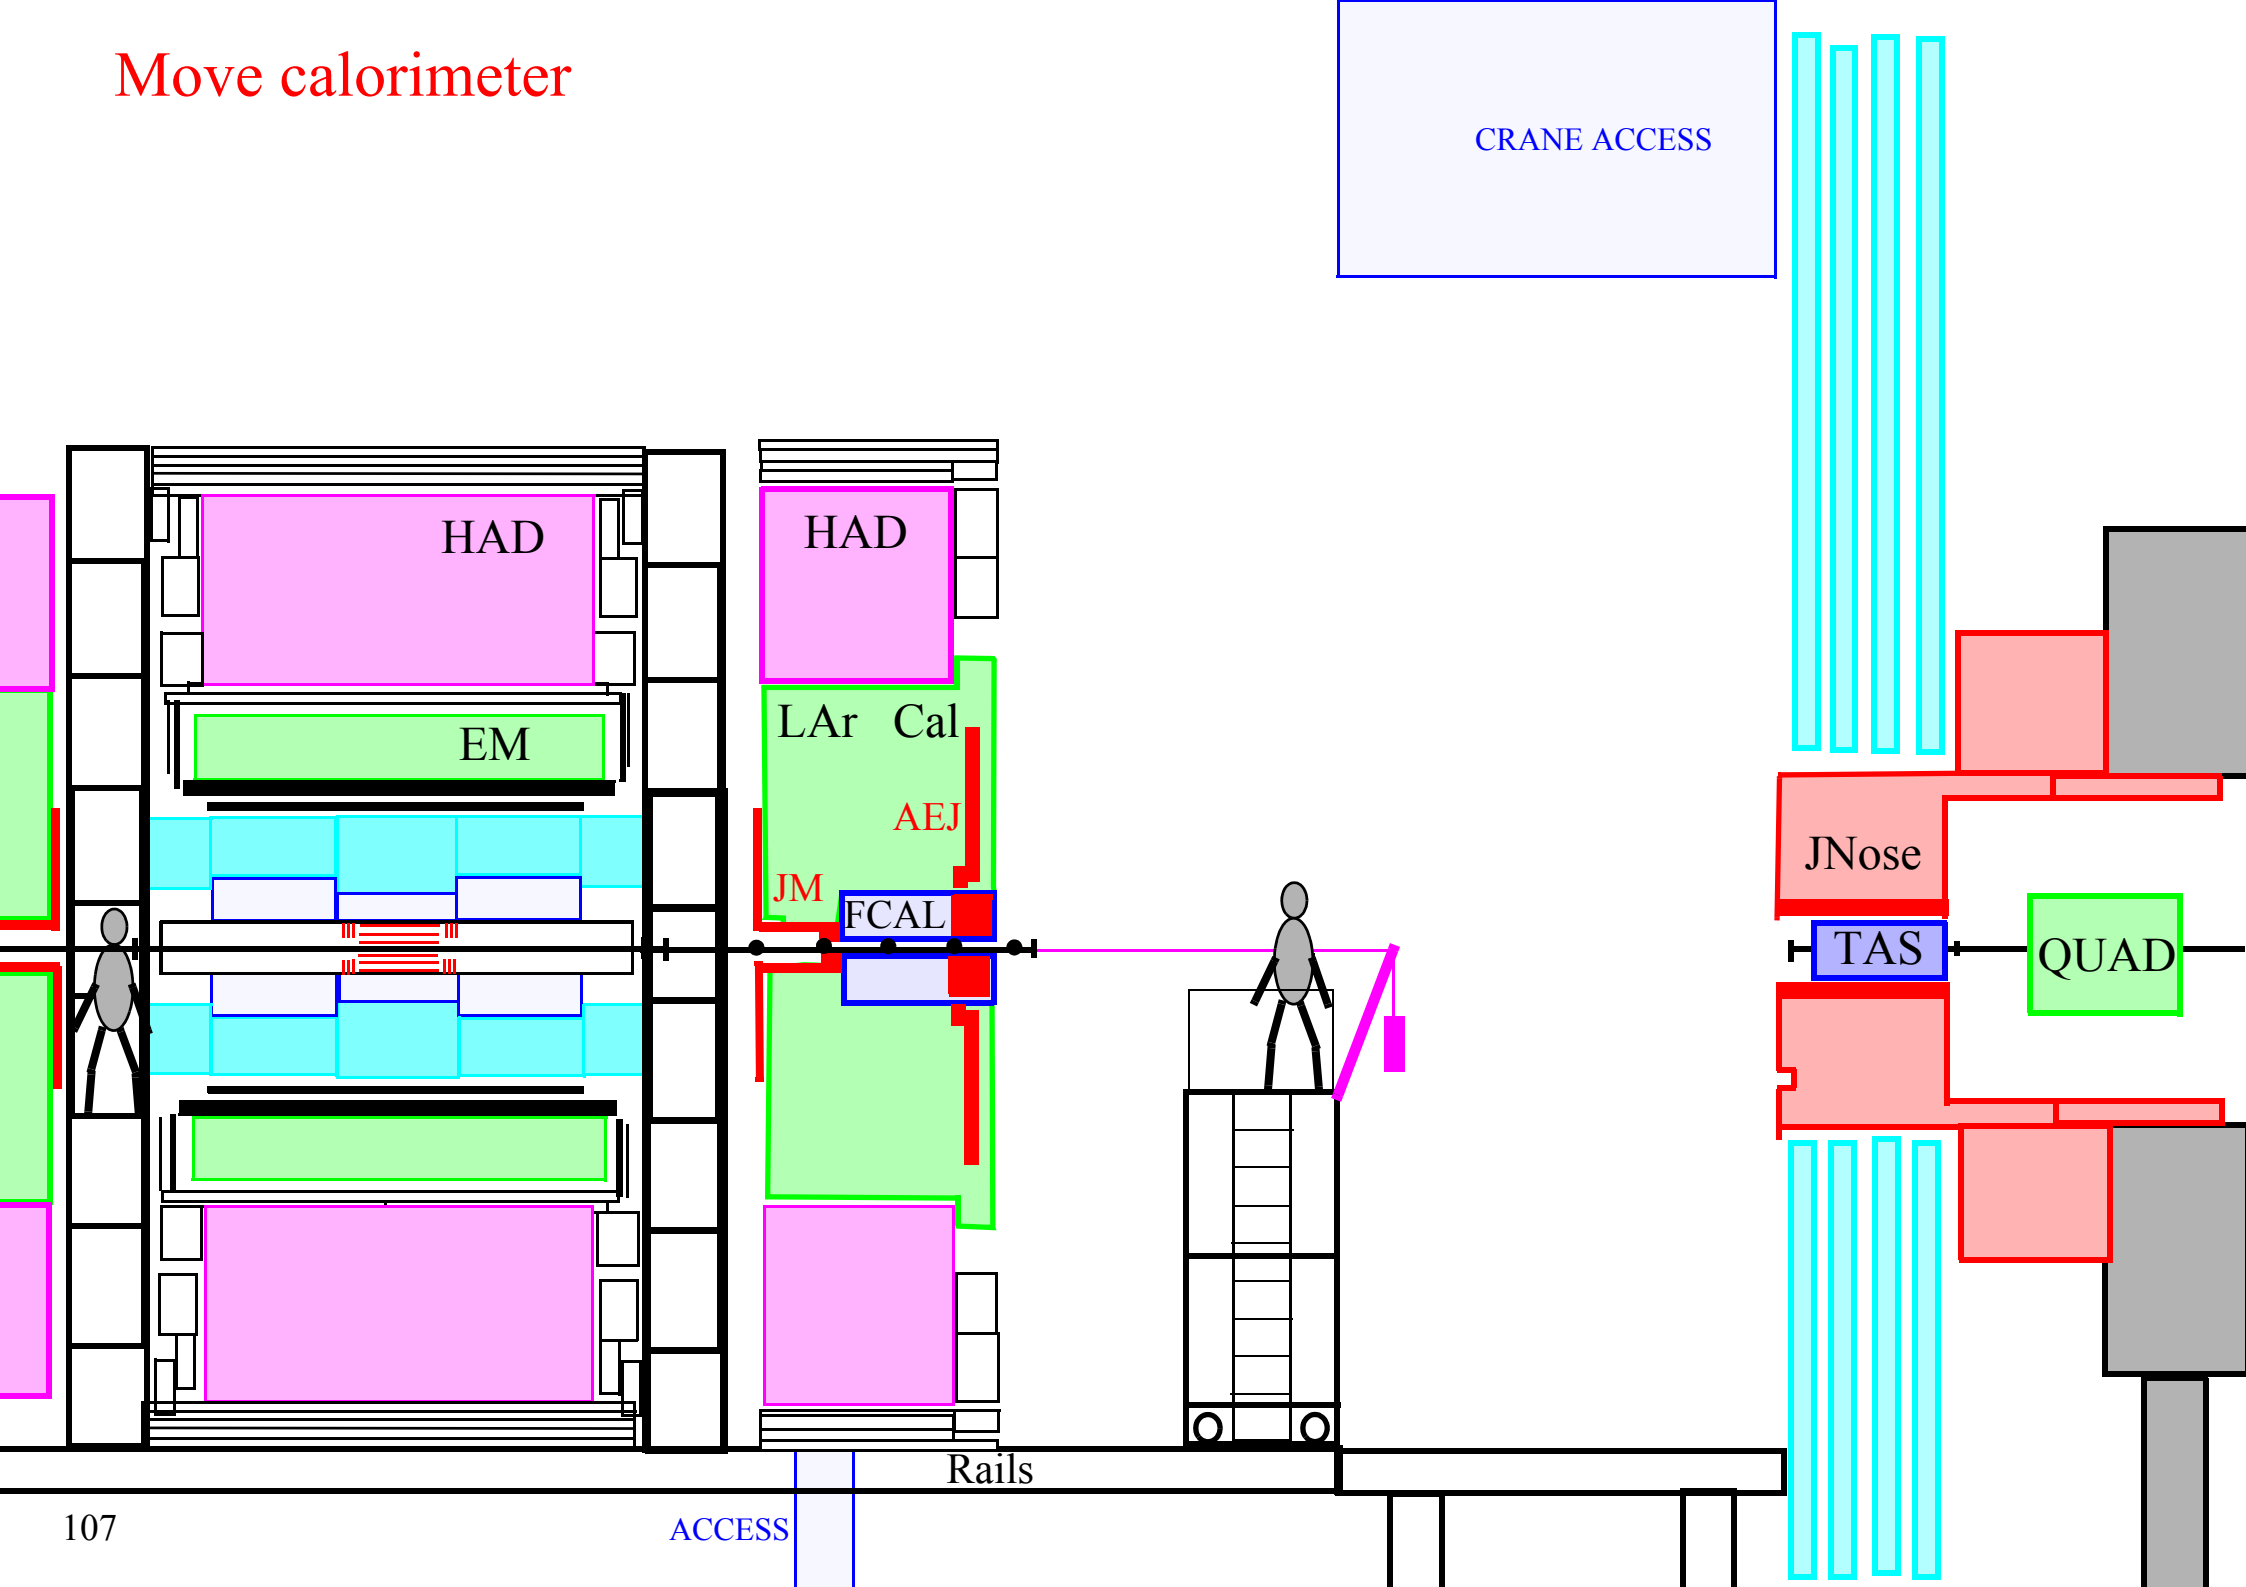 Move calorimeter
CRANE ACCESS
HAD
HAD
LAr Cal
EM
AEJ
JNose
JM
FCAL
TAS
QUAD
Rails
107
ACCESS